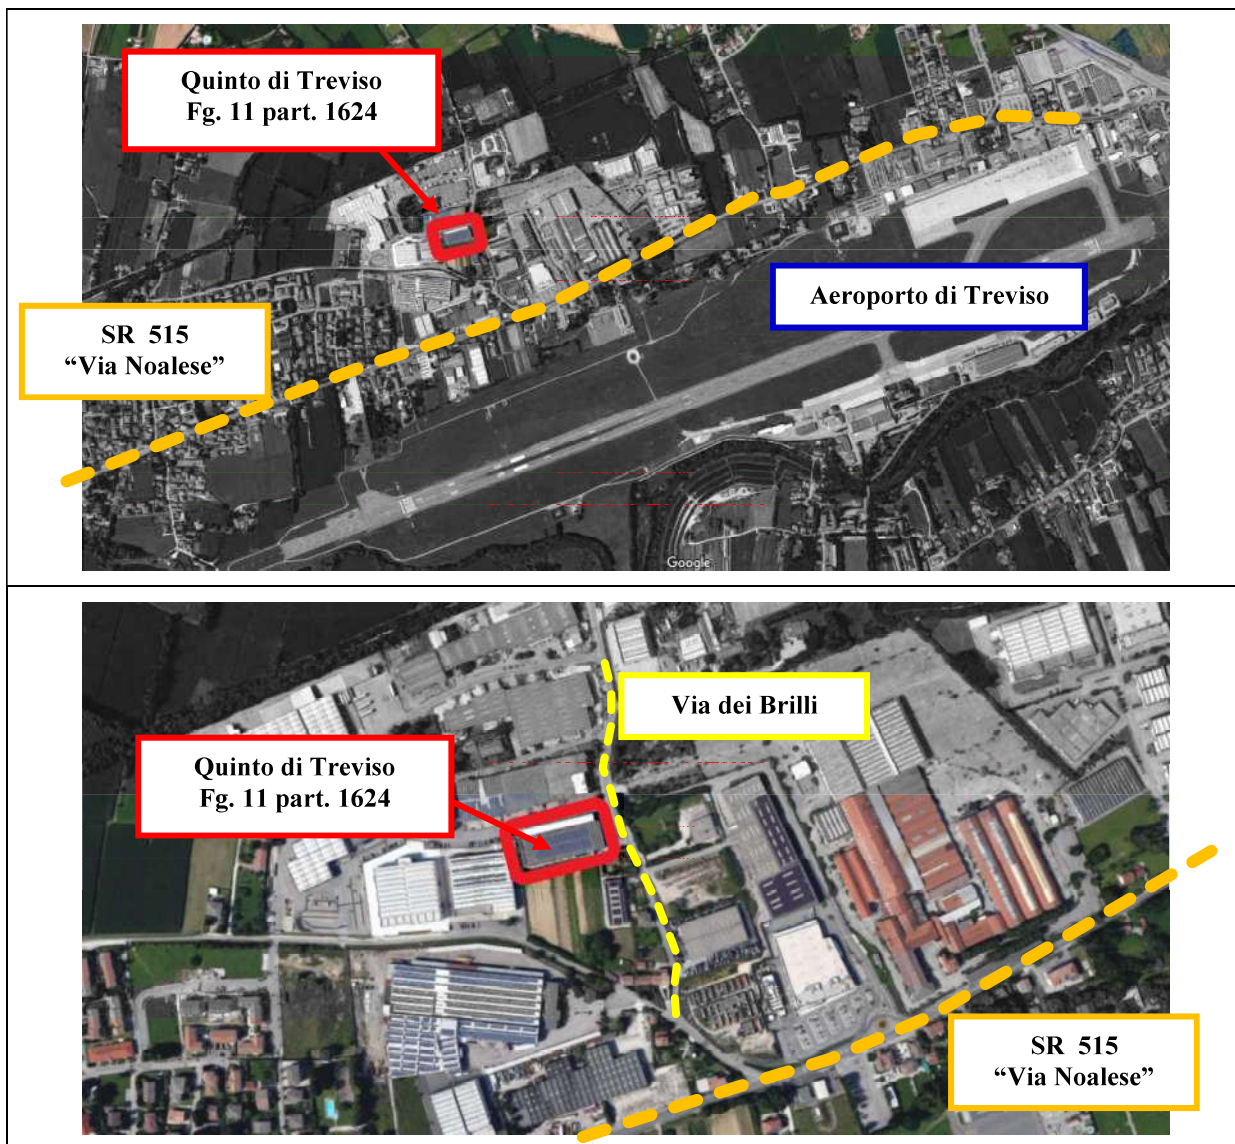 Quinto di Treviso
Fg. 11 part. 1624
Aeroporto di Treviso
SR 515
“Via Noalese”
Google
Via dei Brilli
Quinto di Treviso
Fg. 11 part. 1624
SR 515
“Via Noalese”